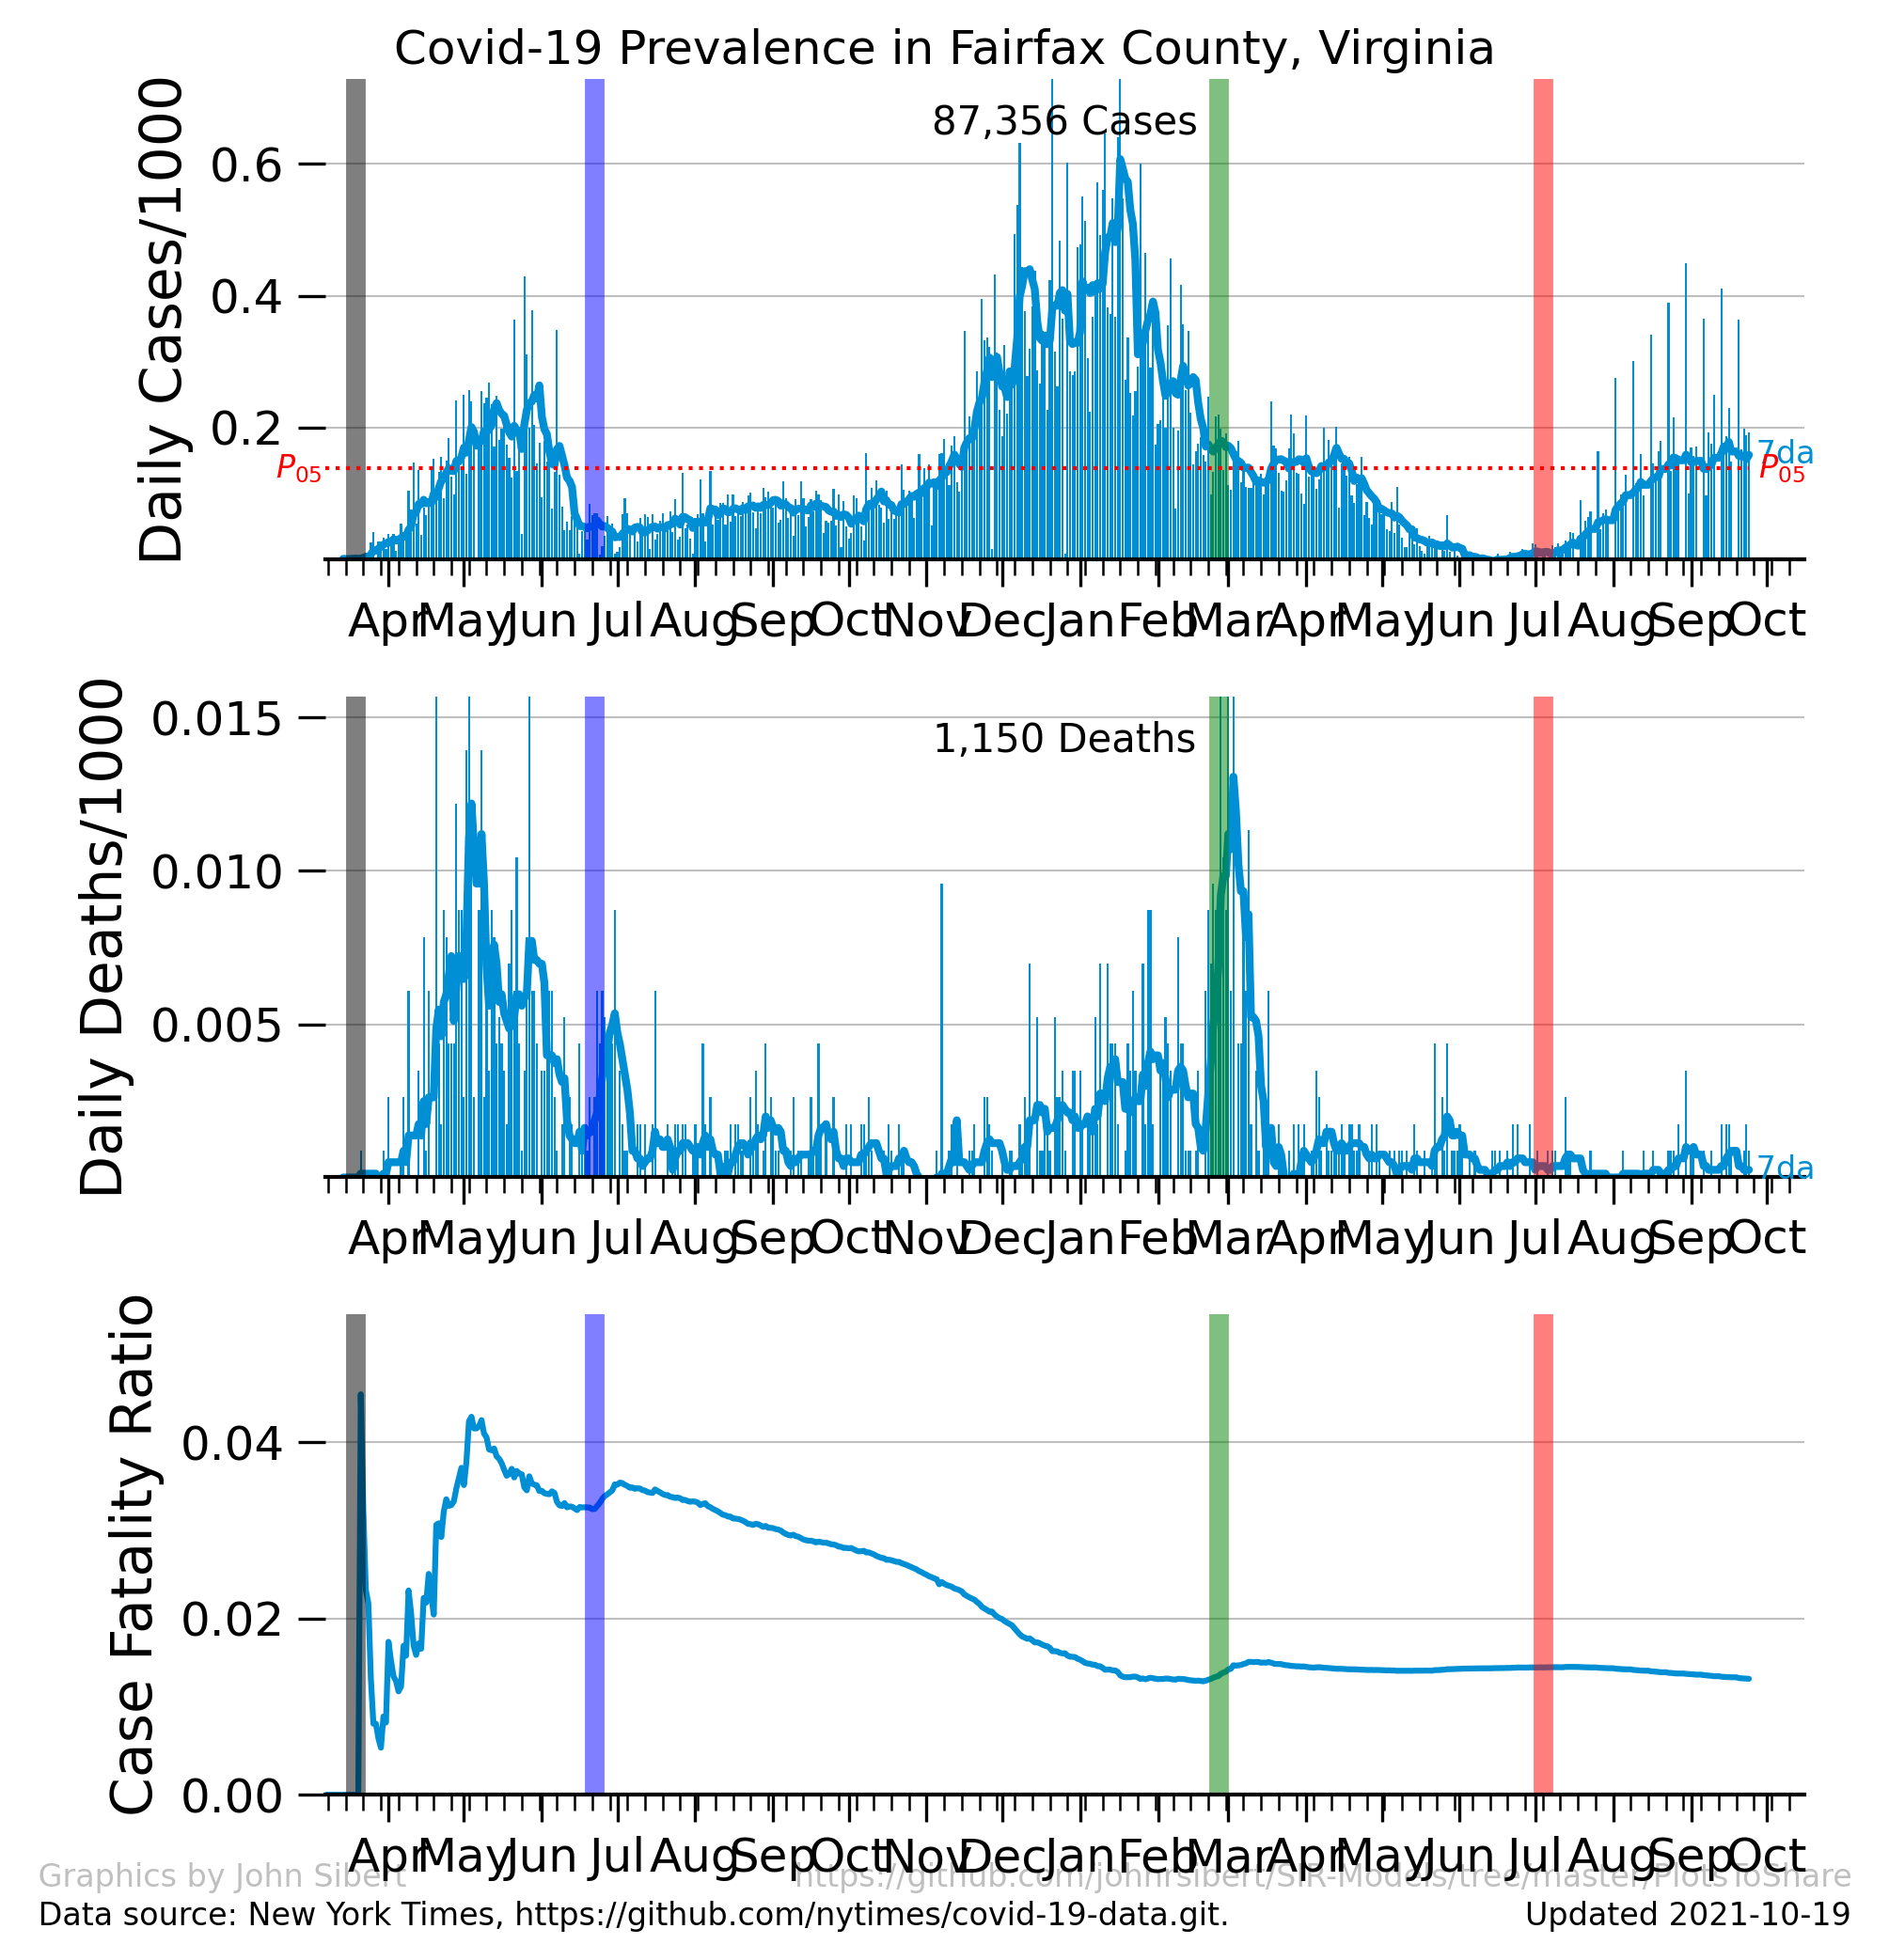 Covid-19 Prevalence in Fairfax County, Virginia
Daily Cases/1000
87,356 Cases
0.6
0.4
0.2
P05
7da
P05
Apr May Jun Jul Aug Sep Oct Nov Dec Jan Feb Mar Apr May Jun Jul Aug Sep Oct
Daily Deaths/1000
1,150 Deaths
0.015
0.010
0.005
7da
Apr May Jun Jul Aug Sep Oct Nov Dec Jan Feb Mar Apr May Jun Jul Aug Sep Oct
Case Fatality Ratio
0.04
0.02
0.00
Apr May Jun Jul Aug Sep Oct Nov Dec Jan Feb Mar Apr May Jun Jul Aug Sep Oct
Graphics by John Sibert
https://github.com/johnrsibert/SIR-Models/tree/master/PlotsToShare
Data source: New York Times, https://github.com/nytimes/covid-19-data.git.
Updated 2021-10-19